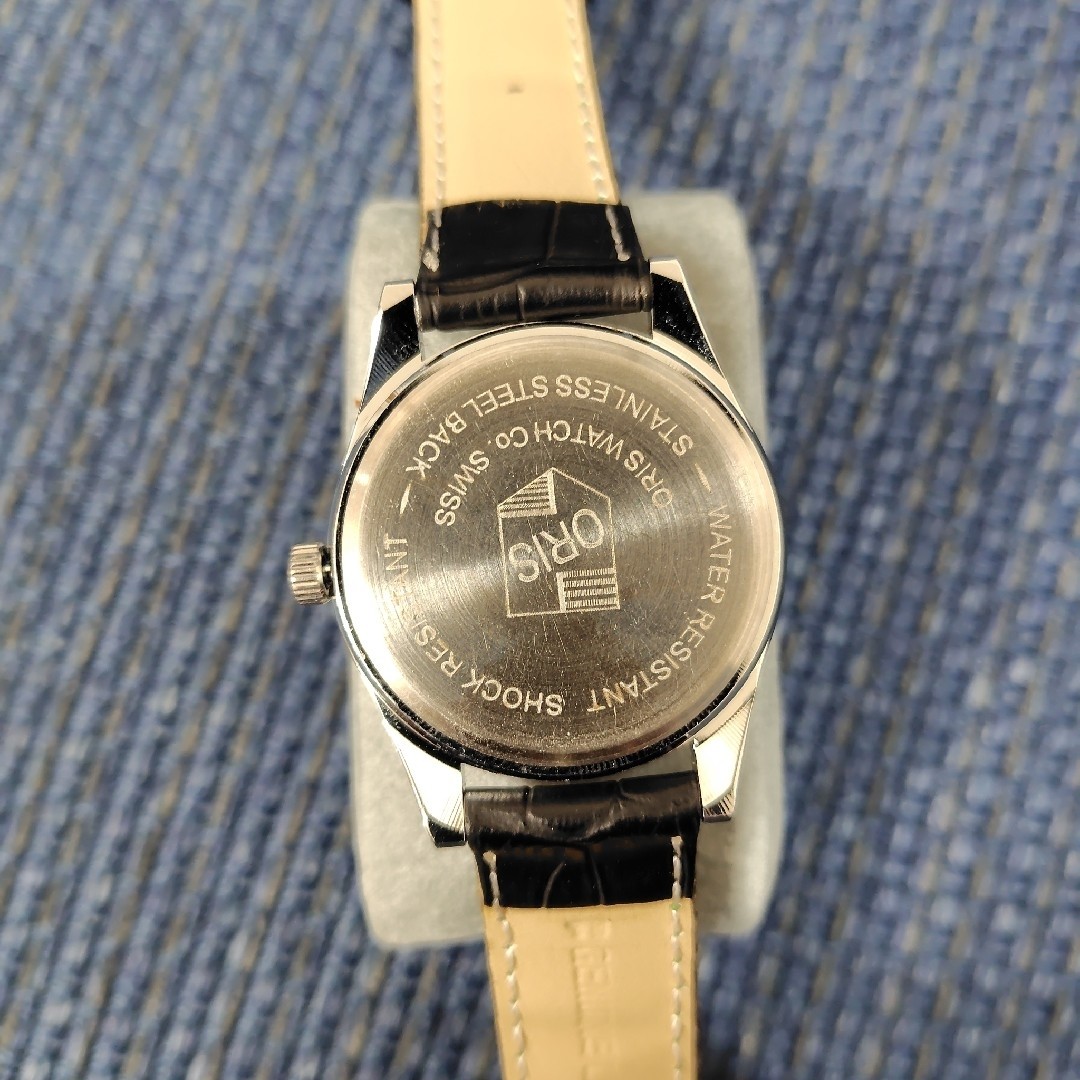 STAINLESS STEEL BACK
ORIS WATCH Co. SWISS
ORIS
WATER RESISTANT
SHOCK RESISTANT